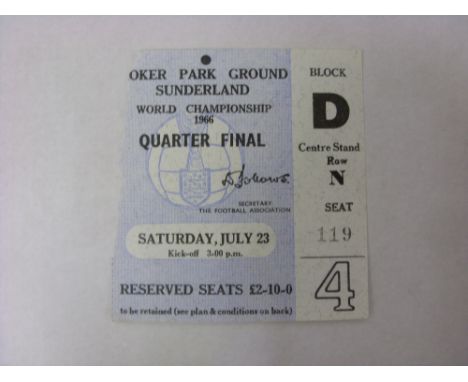 OKER PARK GROUND
SUNDERLAND
WORLD CHAMPIONSHIP
1966
QUARTER FINAL
SECRETARY
THE FOOTBALL ASSOCIATION
SATURDAY, JULY 23
Kick-off 3-00 p.m.
RESERVED SEATS £2-10-0
to be retained (see plan & conditions on back)
BLOCK
D
Centre Stand
Row
N
SEAT
119
4